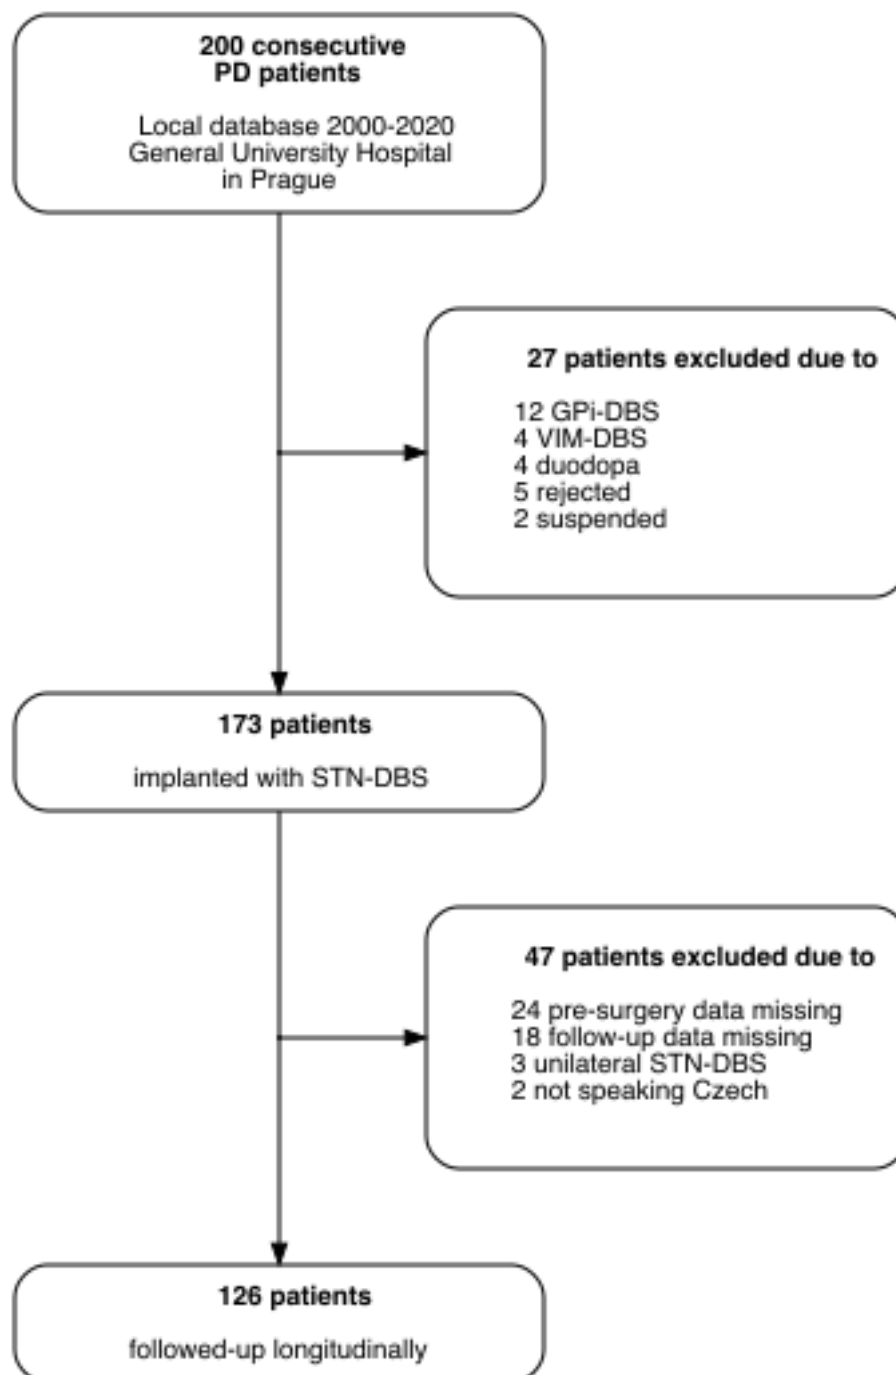 200 consecutive
PD patients
Local database 2000-2020
General University Hospital
in Prague
27 patients excluded due to
12 GPi-DBS
4 VIM-DBS
4 duodopa
5 rejected
2 suspended
173 patients
implanted with STN-DBS
47 patients excluded due to
24 pre-surgery data missing
18 follow-up data missing
3 unilateral STN-DBS
2 not speaking Czech
126 patients
followed-up longitudinally